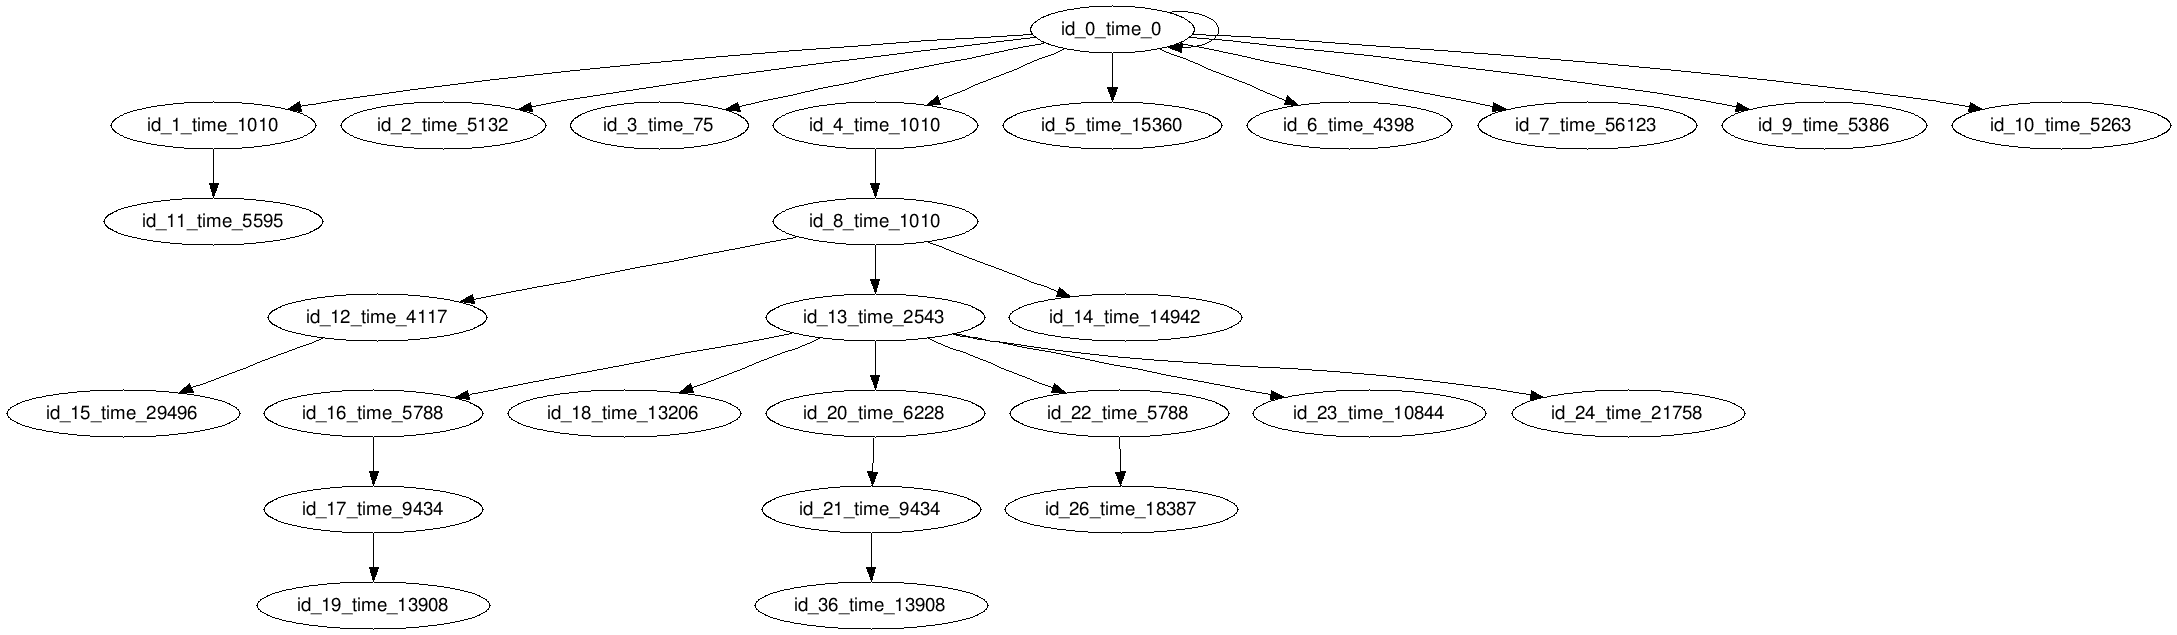 id_0_time_0
id_1_time_1010
id_2_time_5132
id_3_time_75
id_4_time_1010
id_5_time_15360
id_6_time_4398
id_7_time_56123
id_9_time_5386
id_10_time_5263
id_11_time_5595
id_8_time_1010
id_12_time_4117
id_13_time_2543
id_14_time_14942
id_15_time_29496
id_16_time_5788
id_18_time_13206
id_20_time_6228
id_22_time_5788
id_23_time_10844
id_24_time_21758
id_17_time_9434
id_21_time_9434
id_26_time_18387
id_19_time_13908
id_36_time_13908